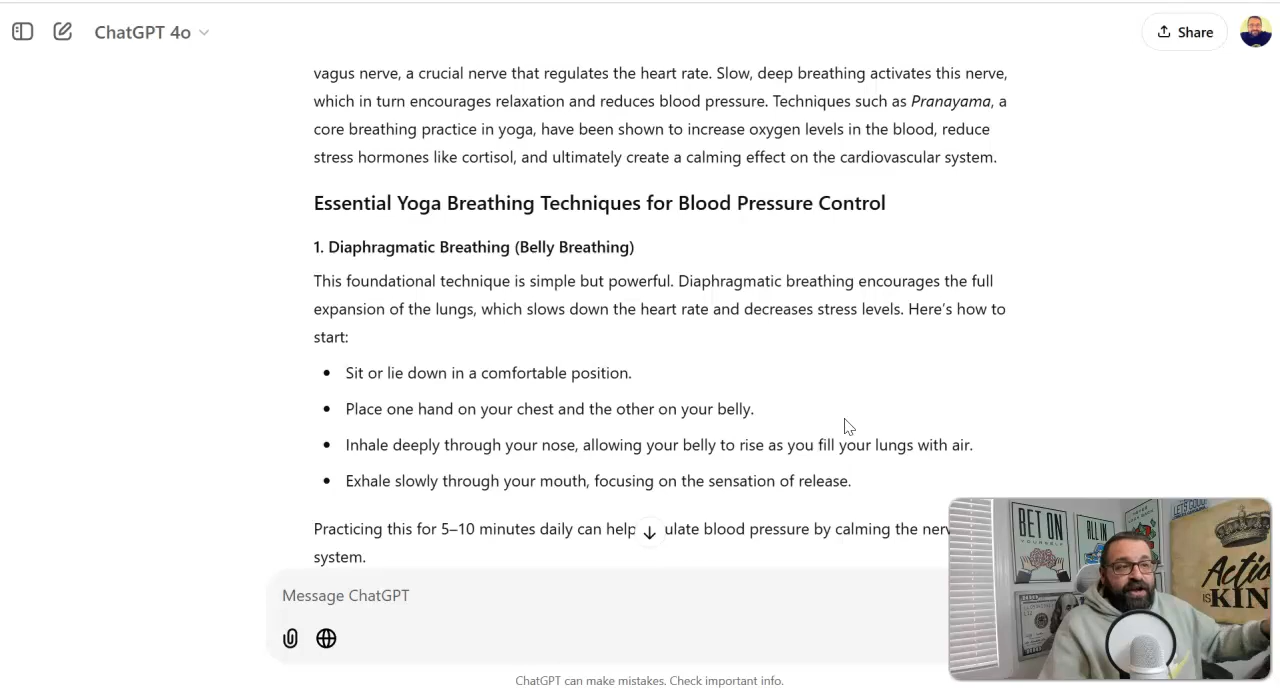 ChatGPT 4o
Share
vagus nerve, a crucial nerve that regulates the heart rate. Slow, deep breathing activates this nerve,
which in turn encourages relaxation and reduces blood pressure. Techniques such as Pranayama, a
core breathing practice in yoga, have been shown to increase oxygen levels in the blood, reduce
stress hormones like cortisol, and ultimately create a calming effect on the cardiovascular system.
Essential Yoga Breathing Techniques for Blood Pressure Control
1. Diaphragmatic Breathing (Belly Breathing)
This foundational technique is simple but powerful. Diaphragmatic breathing encourages the full
expansion of the lungs, which slows down the heart rate and decreases stress levels. Here’s how to
start:
Sit or lie down in a comfortable position.
Place one hand on your chest and the other on your belly.
Inhale deeply through your nose, allowing your belly to rise as you fill your lungs with air.
Exhale slowly through your mouth, focusing on the sensation of release.
Practicing this for 5–10 minutes daily can help ulate blood pressure by calming the nerv
system.
Message ChatGPT
ChatGPT can make mistakes. Check important info.
BET ON
YOURSELF
ALL IN
Actio
IS KIN